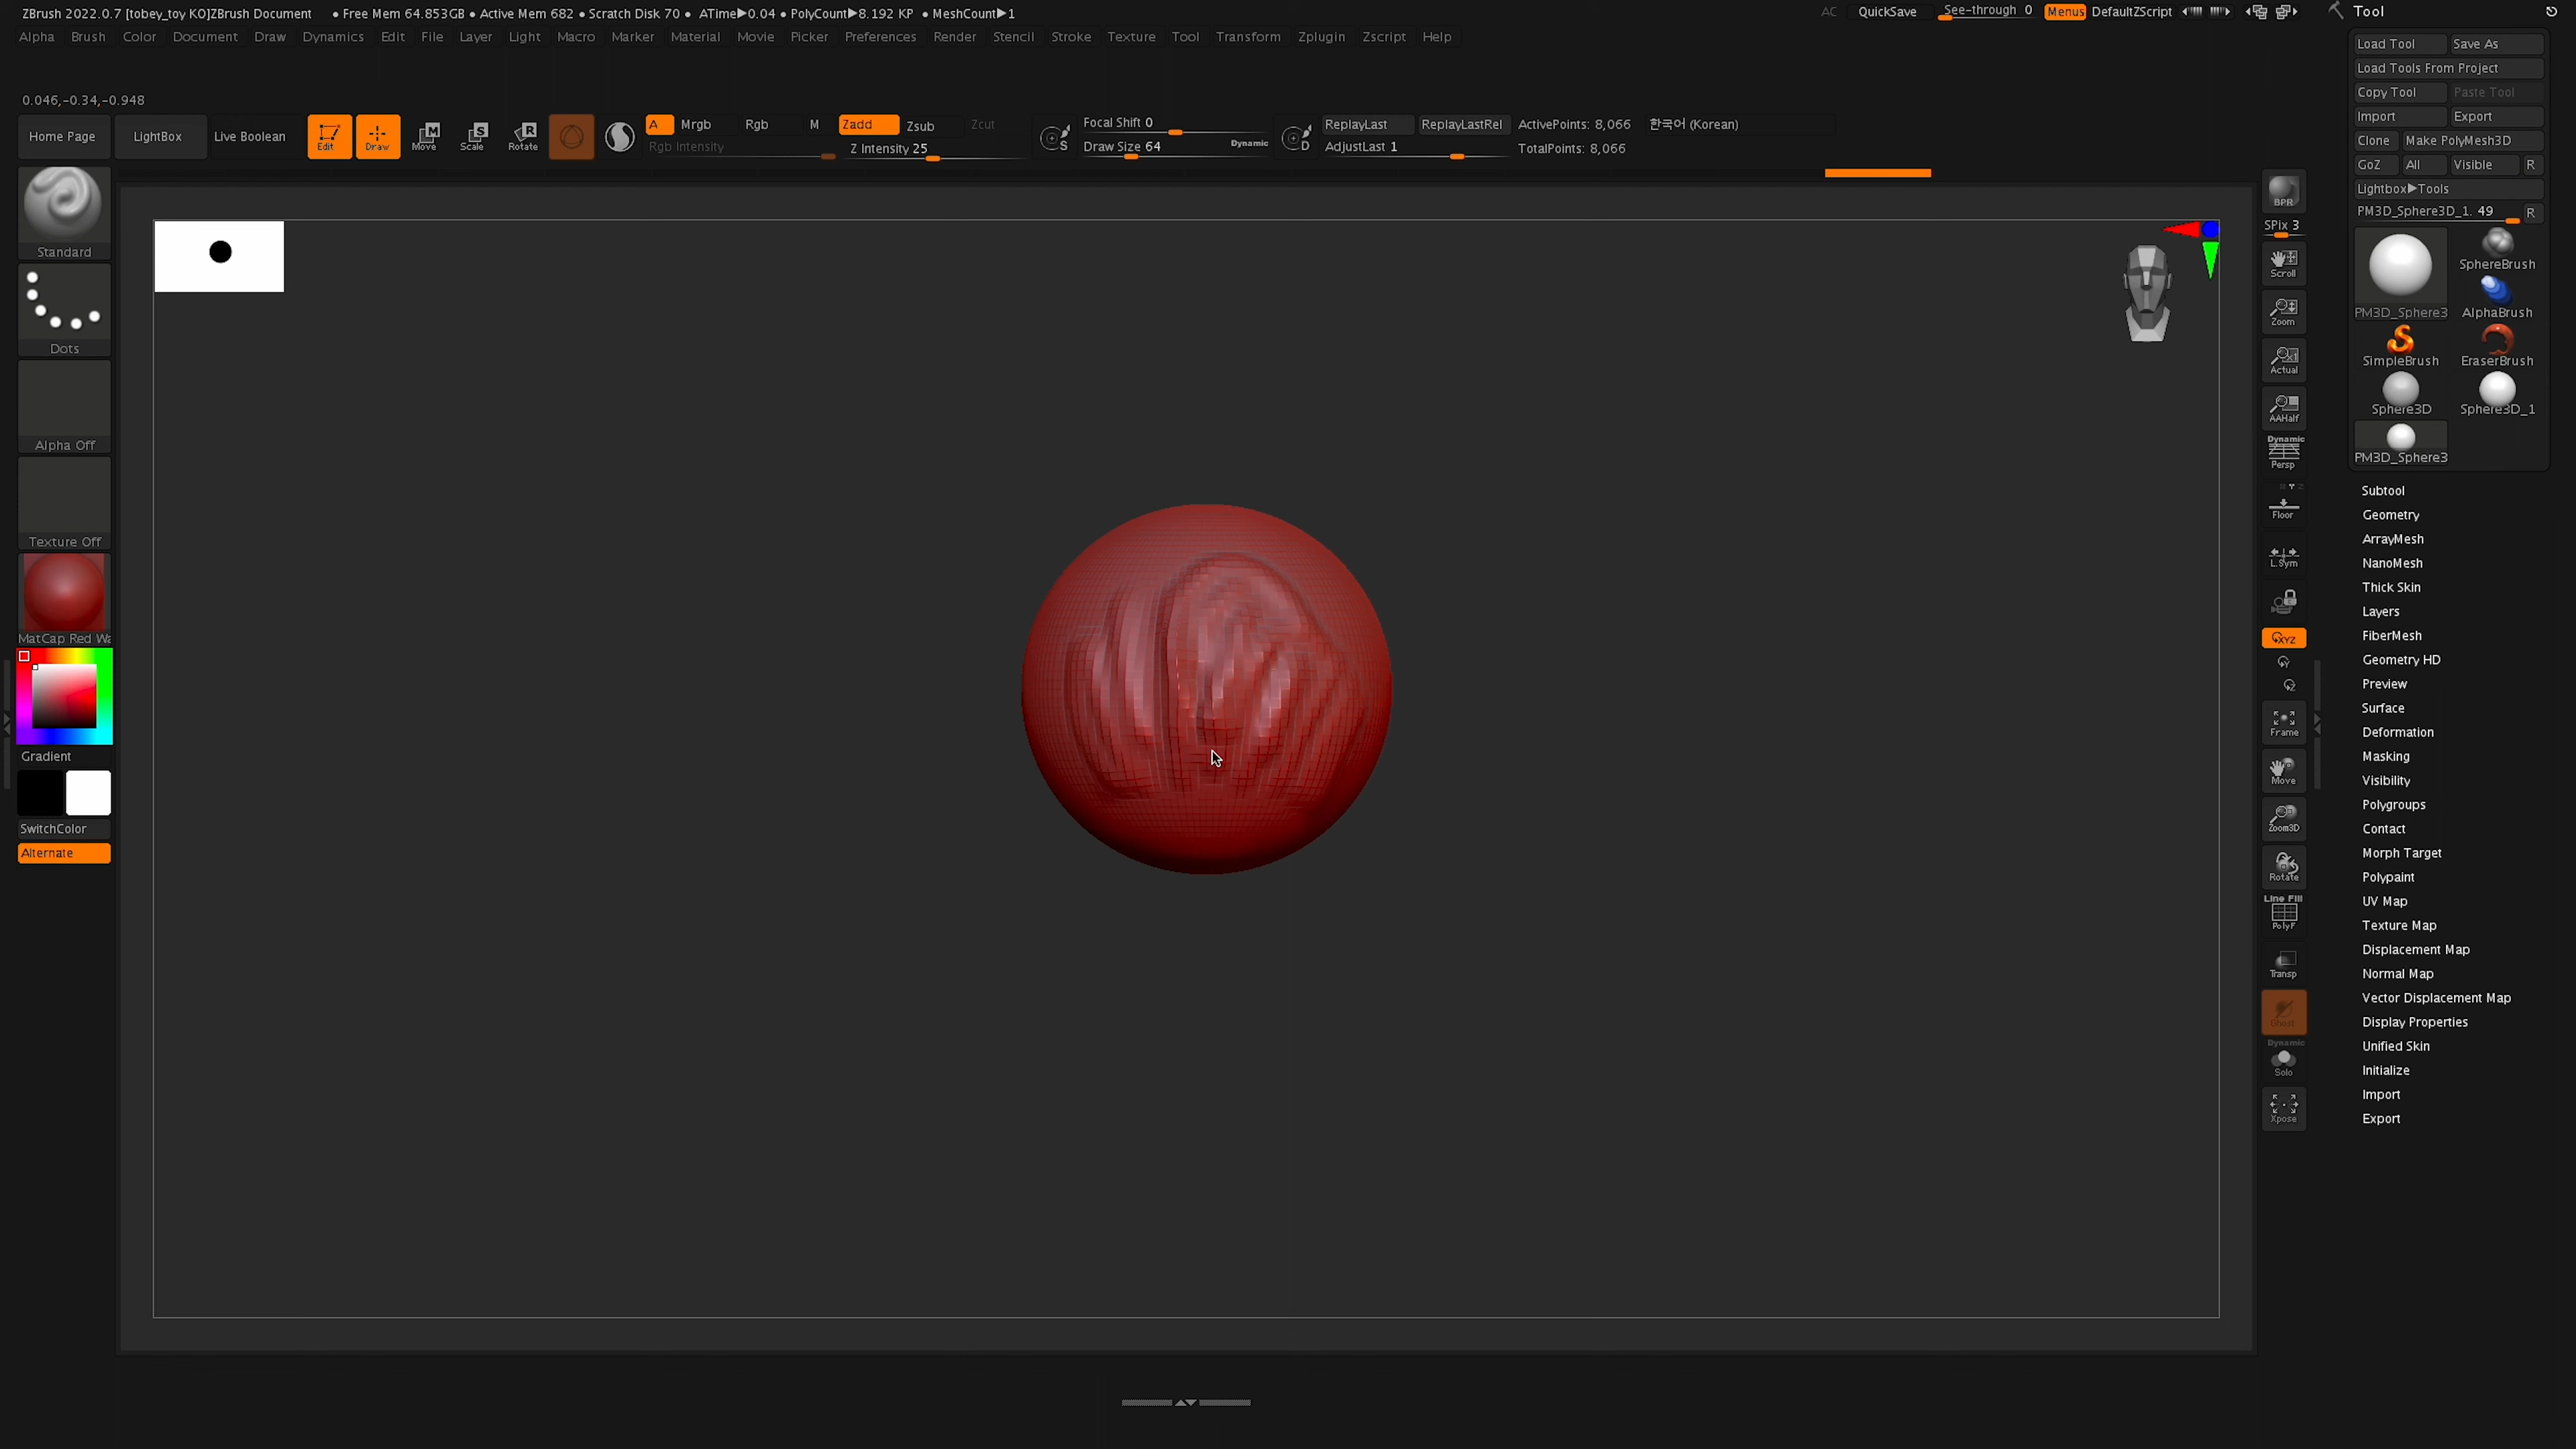 ZBrush 2022.0.7 [tobey_toy KO]ZBrush Document • Free Mem 64.853GB • Active Mem 682 • Scratch Disk 70 • ATime▶0.04 • PolyCount▶8.192 KP • MeshCount▶1
AC QuickSave See-through 0 Menus DefaultZScript
Alpha Brush Color Document Draw Dynamics Edit File Layer Light Macro Marker Material Movie Picker Preferences Render Stencil Stroke Texture Tool Transform Zplugin Zscript Help
0.046,-0.34,-0.948
Home Page LightBox Live Boolean Edit Draw Move Scale Rotate
M S R
A Mrgb Rgb M Zadd Zsub Zcut
Rgb Intensity Z Intensity 25
S Focal Shift 0
Draw Size 64 Dynamic
D ReplayLast ReplayLastRel ActivePoints: 8,066 한국어 (Korean)
AdjustLast 1 TotalPoints: 8,066
Standard
Dots
Alpha Off
Texture Off
MatCap Red Wa
Gradient
SwitchColor
Alternate
BPR
SPix 3
Scroll
Zoom
Actual
AAHalf
Dynamic
Persp
Floor
L.Sym
XYZ
Y
Z
Frame
Move
Zoom3D
Rotate
Line Fill
PolyF
Transp
Ghost
Dynamic
Solo
Xpose
Tool
Load Tool Save As
Load Tools From Project
Copy Tool Paste Tool
Import Export
Clone Make PolyMesh3D
GoZ All Visible R
Lightbox▶Tools
PM3D_Sphere3D_1. 49 R
SphereBrush
PM3D_Sphere3 AlphaBrush
SimpleBrush EraserBrush
Sphere3D Sphere3D_1
PM3D_Sphere3
Subtool
Geometry
ArrayMesh
NanoMesh
Thick Skin
Layers
FiberMesh
Geometry HD
Preview
Surface
Deformation
Masking
Visibility
Polygroups
Contact
Morph Target
Polypaint
UV Map
Texture Map
Displacement Map
Normal Map
Vector Displacement Map
Display Properties
Unified Skin
Initialize
Import
Export